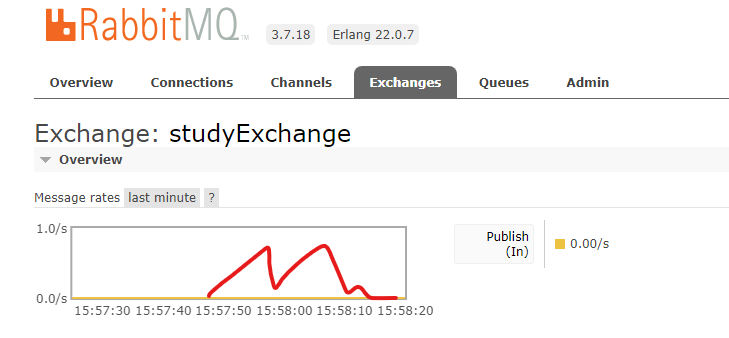 RabbitMQ TM 3.7.18 Erlang 22.0.7
Overview Connections Channels Exchanges Queues Admin
Exchange: studyExchange
Overview
Message rates last minute ?
1.0/s
0.0/s
15:57:30 15:57:40 15:57:50 15:58:00 15:58:10 15:58:20
Publish
(In)
0.00/s